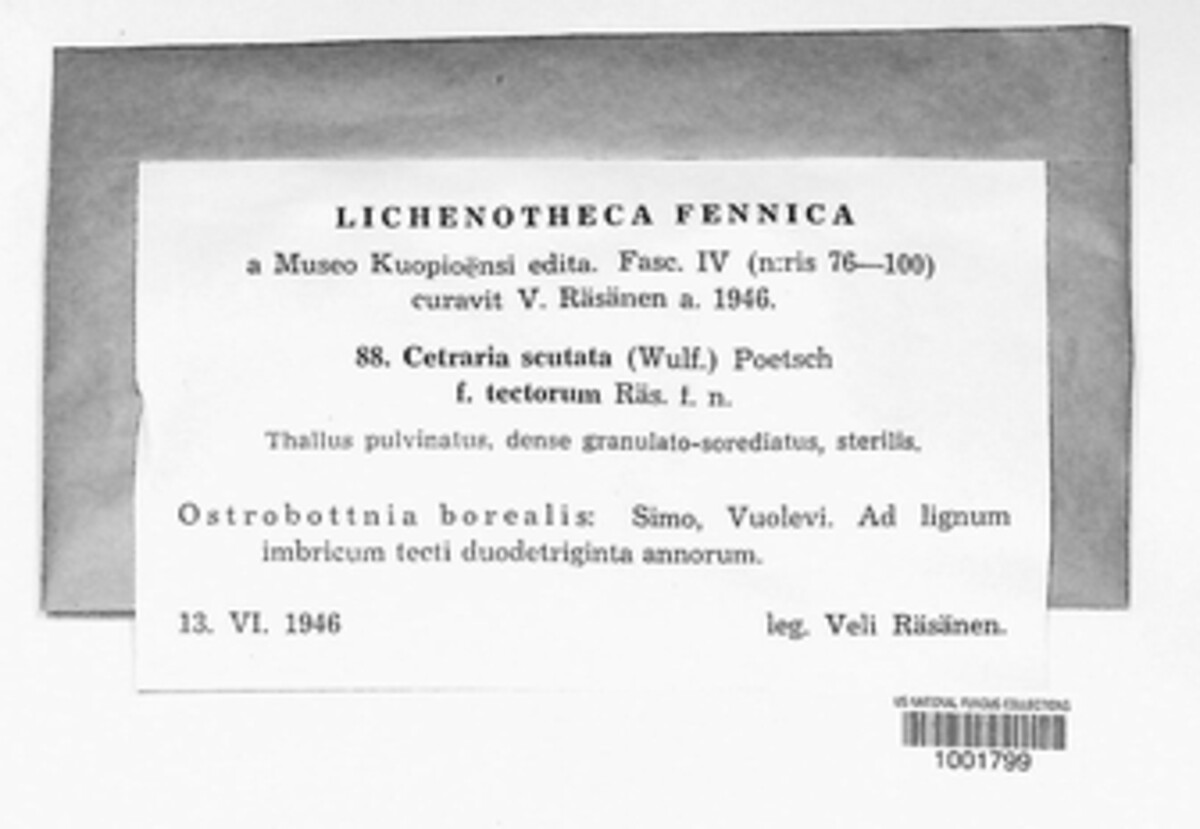 LICHENOTHECA FENNICA
a Museo Kuopioënsi edita. Fasc. IV (n:ris 76—100)
curavit V. Räsänen a. 1946.
88. Cetraria scutata (Wulf.) Poetsch
f. tectorum Räs. f. n.
Thallus pulvinatus, dense granulato-sorediatus, sterilis.
Ostrobottnia borealis: Simo, Vuolevi. Ad lignum
imbricum tecti duodetriginta annorum.
13. VI. 1946 leg. Veli Räsänen.
US NATIONAL FUNGUS COLLECTIONS
1001799